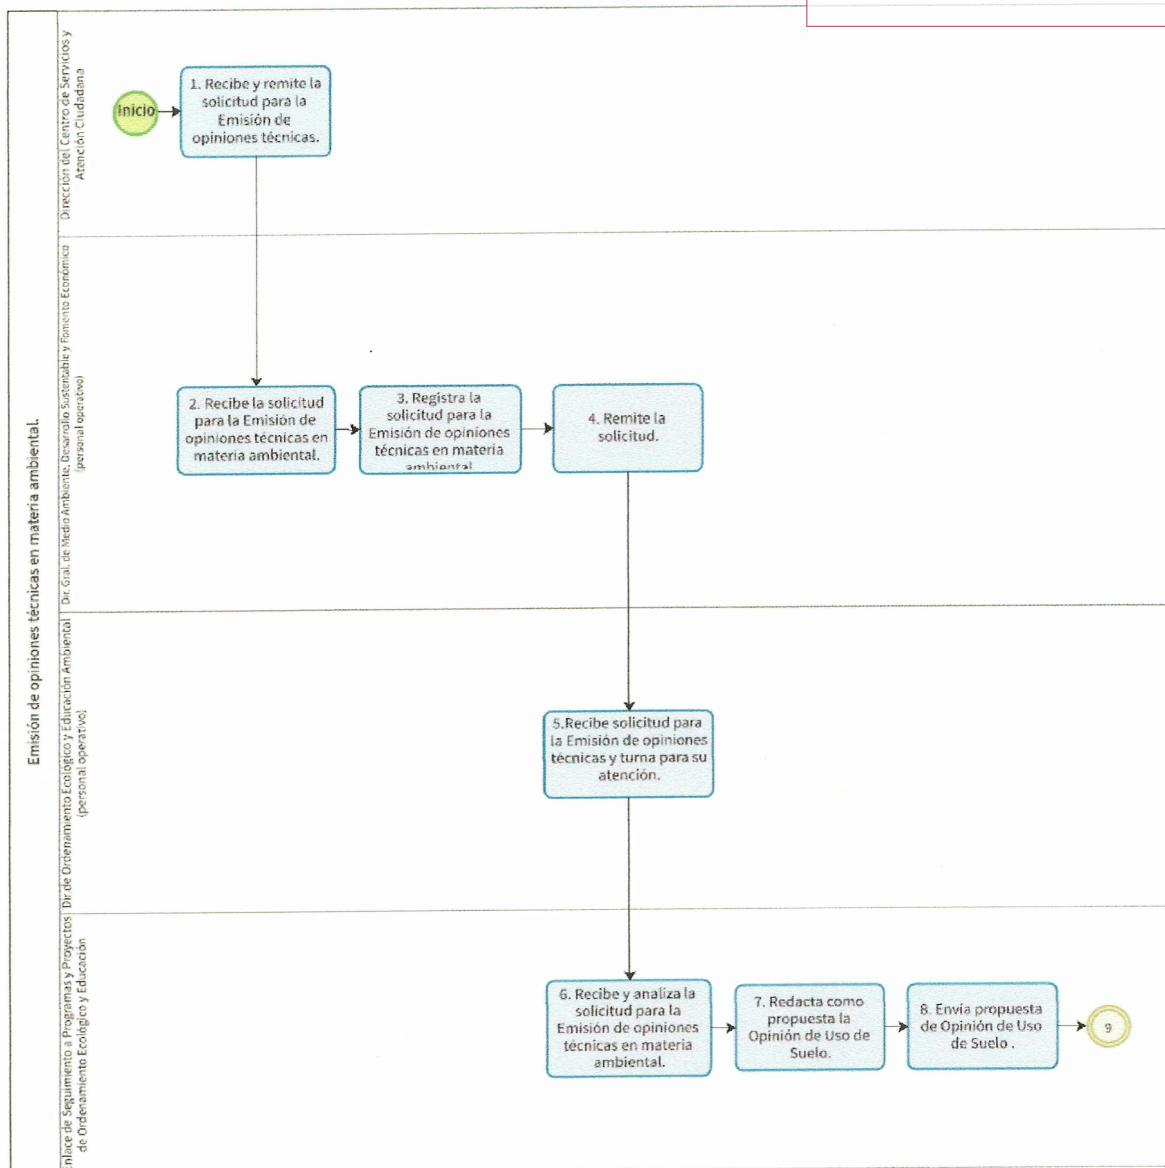 Emisión de opiniones técnicas en materia ambiental.
Dirección del Centro de Servicios y
Atención Ciudadana
Inicio
1. Recibe y remite la
solicitud para la
Emisión de
opiniones técnicas.
Dir. Gral. de Medio Ambiente, Desarrollo Sustentable y Fomento Económico
(personal operativo)
2. Recibe la solicitud
para la Emisión de
opiniones técnicas en
materia ambiental.
3. Registra la
solicitud para la
Emisión de opiniones
técnicas en materia
ambiental
4. Remite la
solicitud.
Dir. de Ordenamiento Ecológico y Educación Ambiental
(personal operativo)
5.Recibe solicitud para
la Emisión de opiniones
técnicas y turna para su
atención.
Enlace de Seguimiento a Programas y Proyectos
de Ordenamiento Ecológico y Educación
6. Recibe y analiza la
solicitud para la
Emisión de opiniones
técnicas en materia
ambiental.
7. Redacta como
propuesta la
Opinión de Uso de
Suelo.
8. Envía propuesta
de Opinión de Uso
de Suelo .
9